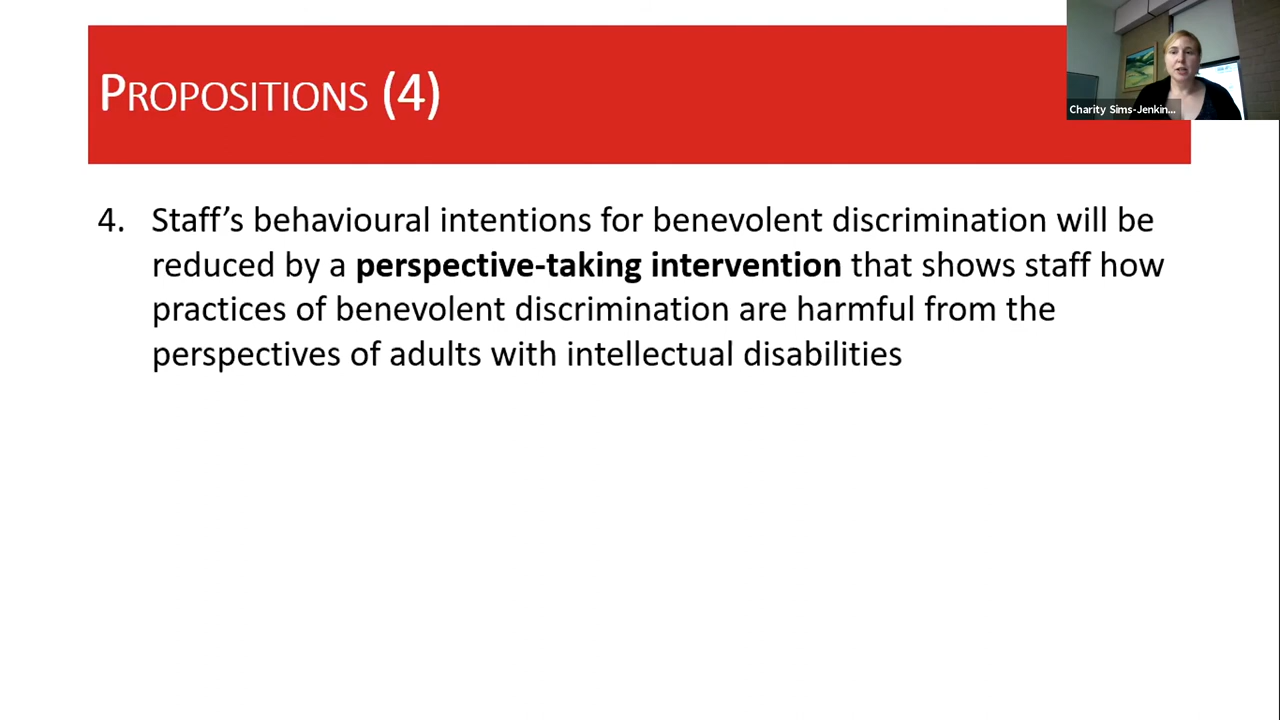 PROPOSITIONS (4)
Charity Sims-Jenkin...
4. Staff’s behavioural intentions for benevolent discrimination will be
reduced by a perspective-taking intervention that shows staff how
practices of benevolent discrimination are harmful from the
perspectives of adults with intellectual disabilities